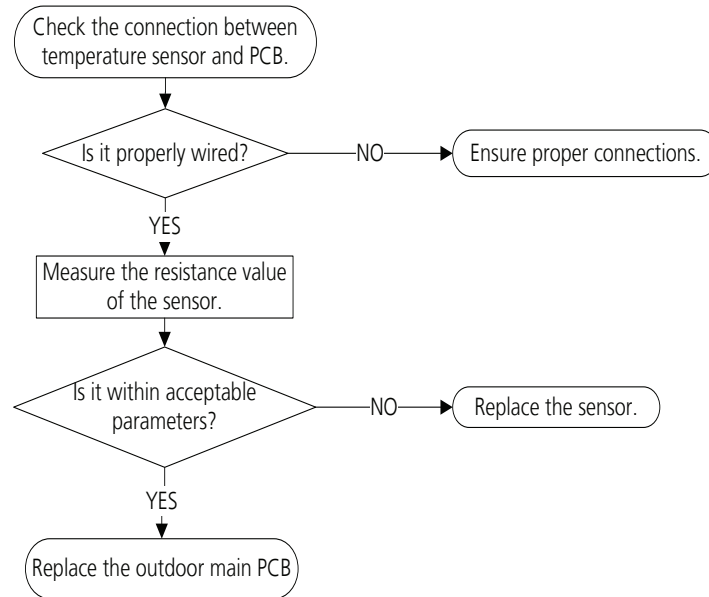 Check the connection between
temperature sensor and PCB.
Is it properly wired?
NO
Ensure proper connections.
YES
Measure the resistance value
of the sensor.
Is it within acceptable
parameters?
NO
Replace the sensor.
YES
Replace the outdoor main PCB